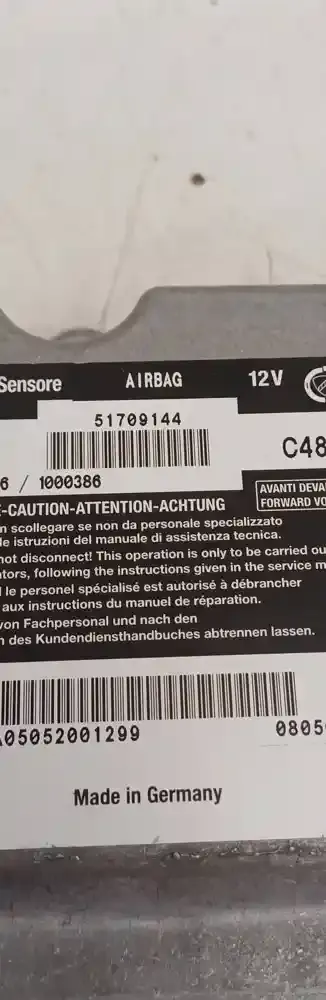 Sensore AIRBAG 12V
51709144
C48
6 / 1000386
E-CAUTION-ATTENTION-ACHTUNG
AVANTI DEVA
FORWARD VO
n scollegare se non da personale specializzato
le istruzioni del manuale di assistenza tecnica.
not disconnect! This operation is only to be carried ou
ators, following the instructions given in the service m
l le personel spécialisé est autorisé à débrancher
aux instructions du manuel de réparation.
von Fachpersonal und nach den
n des Kundendiensthandbuches abtrennen lassen.
A05052001299
0805
Made in Germany